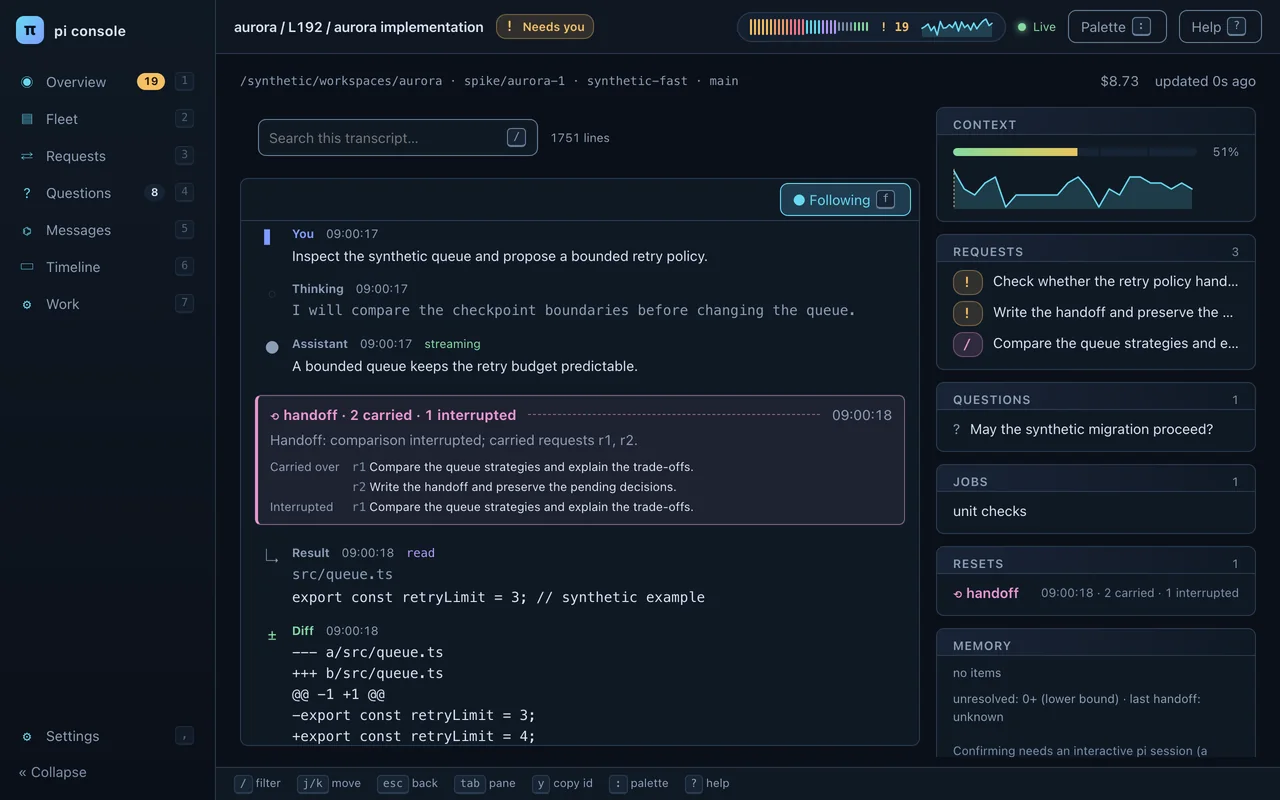 π pi console
Overview 19 1
Fleet 2
Requests 3
? Questions 8 4
Messages 5
Timeline 6
Work 7
Settings ,
« Collapse
aurora / L192 / aurora implementation ! Needs you ! 19 Live Palette : Help ?
/synthetic/workspaces/aurora · spike/aurora-1 · synthetic-fast · main $8.73 updated 0s ago
Search this transcript... / 1751 lines
Following f
You 09:00:17
Inspect the synthetic queue and propose a bounded retry policy.
Thinking 09:00:17
I will compare the checkpoint boundaries before changing the queue.
Assistant 09:00:17 streaming
A bounded queue keeps the retry budget predictable.
⟲ handoff · 2 carried · 1 interrupted 09:00:18
Handoff: comparison interrupted; carried requests r1, r2.
Carried over r1 Compare the queue strategies and explain the trade-offs.
r2 Write the handoff and preserve the pending decisions.
Interrupted r1 Compare the queue strategies and explain the trade-offs.
Result 09:00:18 read
src/queue.ts
export const retryLimit = 3; // synthetic example
± Diff 09:00:18
--- a/src/queue.ts
+++ b/src/queue.ts
@@ -1 +1 @@
-export const retryLimit = 3;
+export const retryLimit = 4;
CONTEXT
51%
REQUESTS 3
! Check whether the retry policy hand...
! Write the handoff and preserve the ...
/ Compare the queue strategies and e...
QUESTIONS 1
? May the synthetic migration proceed?
JOBS 1
unit checks
RESETS 1
⟲ handoff 09:00:18 · 2 carried · 1 interrupted
MEMORY
no items
unresolved: 0+ (lower bound) · last handoff:
unknown
Confirming needs an interactive pi session (a
/ filter j/k move esc back tab pane y copy id : palette ? help